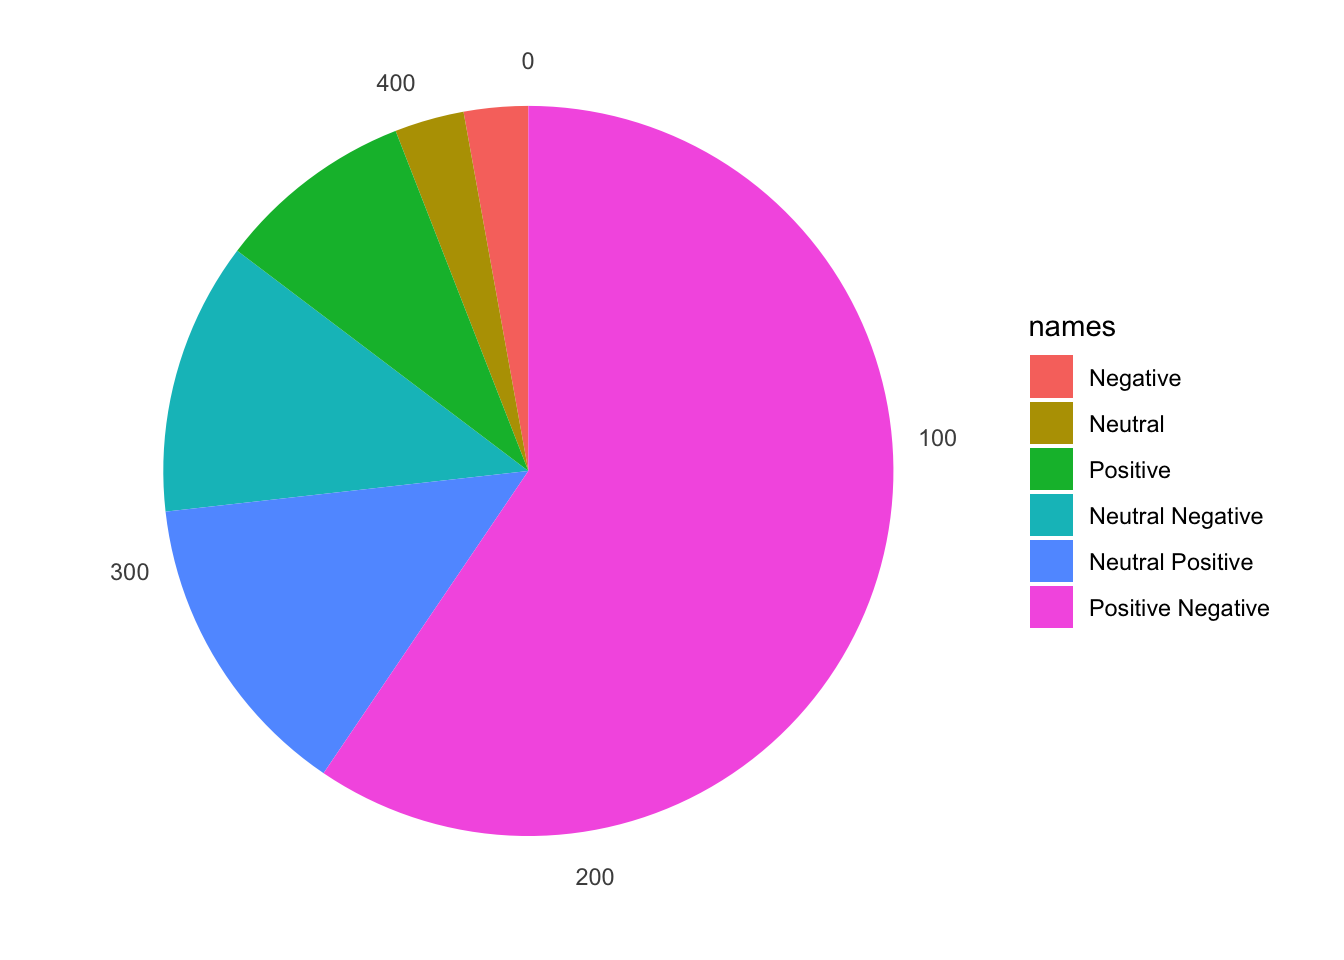 0
400
100
300
200
names
Negative
Neutral
Positive
Neutral Negative
Neutral Positive
Positive Negative